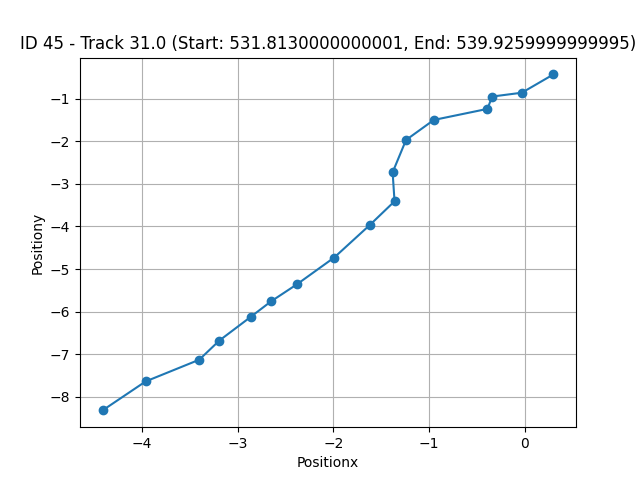 ID 45 - Track 31.0 (Start: 531.8130000000001, End: 539.9259999999995)
−1
−2
−3
−4
−5
−6
−7
−8
Positiony
−4 −3 −2 −1 0
Positionx